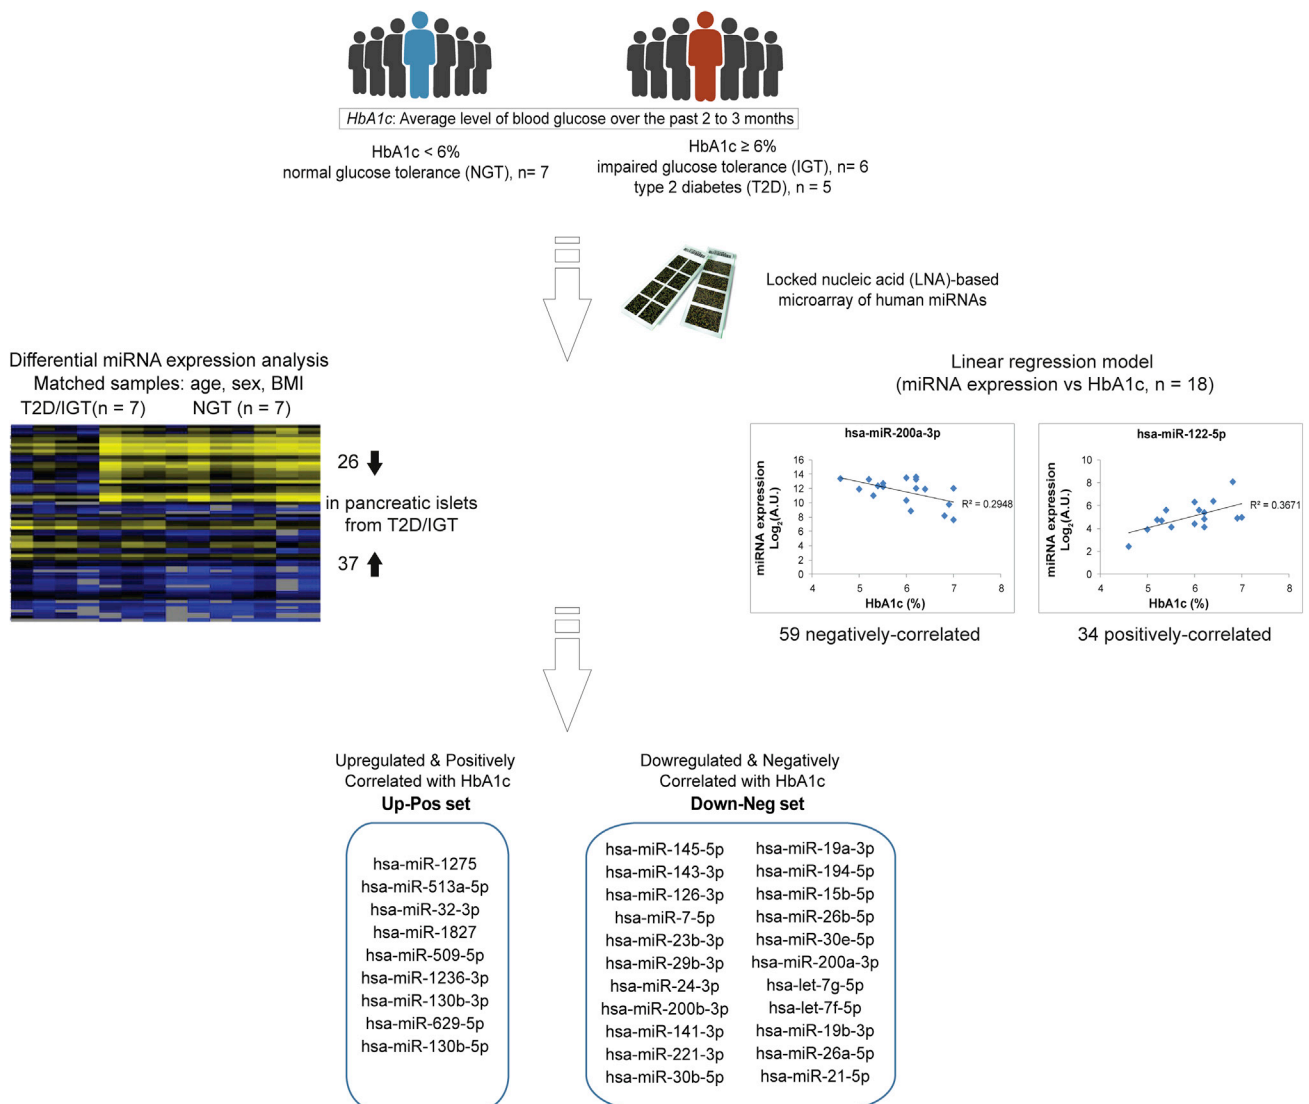 HbA1c: Average level of blood glucose over the past 2 to 3 months
HbA1c < 6%
normal glucose tolerance (NGT), n= 7
HbA1c ≥ 6%
impaired glucose tolerance (IGT), n= 6
type 2 diabetes (T2D), n = 5
Locked nucleic acid (LNA)-based
microarray of human miRNAs
Differential miRNA expression analysis
Matched samples: age, sex, BMI
T2D/IGT(n = 7)
NGT (n = 7)
26
in pancreatic islets
from T2D/IGT
37
Linear regression model
(miRNA expression vs HbA1c, n = 18)
hsa-miR-200a-3p
miRNA expression
Log2(A.U.)
16
14
12
10
8
6
4
2
0
R² = 0.2948
4
5
6
7
8
HbA1c (%)
59 negatively-correlated
hsa-miR-122-5p
miRNA expression
Log2(A.U.)
10
8
6
4
2
0
R² = 0.3671
4
5
6
7
8
HbA1c (%)
34 positively-correlated
Upregulated & Positively
Correlated with HbA1c
Up-Pos set
hsa-miR-1275
hsa-miR-513a-5p
hsa-miR-32-3p
hsa-miR-1827
hsa-miR-509-5p
hsa-miR-1236-3p
hsa-miR-130b-3p
hsa-miR-629-5p
hsa-miR-130b-5p
Dowregulated & Negatively
Correlated with HbA1c
Down-Neg set
hsa-miR-145-5p
hsa-miR-143-3p
hsa-miR-126-3p
hsa-miR-7-5p
hsa-miR-23b-3p
hsa-miR-29b-3p
hsa-miR-24-3p
hsa-miR-200b-3p
hsa-miR-141-3p
hsa-miR-221-3p
hsa-miR-30b-5p
hsa-miR-19a-3p
hsa-miR-194-5p
hsa-miR-15b-5p
hsa-miR-26b-5p
hsa-miR-30e-5p
hsa-miR-200a-3p
hsa-let-7g-5p
hsa-let-7f-5p
hsa-miR-19b-3p
hsa-miR-26a-5p
hsa-miR-21-5p